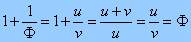 1 + 1/Φ = 1 + u/v = (u + v)/u = u/v = Φ